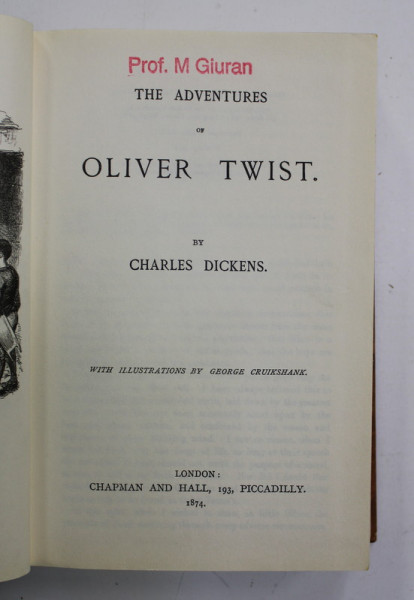 Prof. M Giuran
THE ADVENTURES
OF
OLIVER TWIST.
BY
CHARLES DICKENS.
WITH ILLUSTRATIONS BY GEORGE CRUIKSHANK.
LONDON:
CHAPMAN AND HALL, 193, PICCADILLY.
1874.